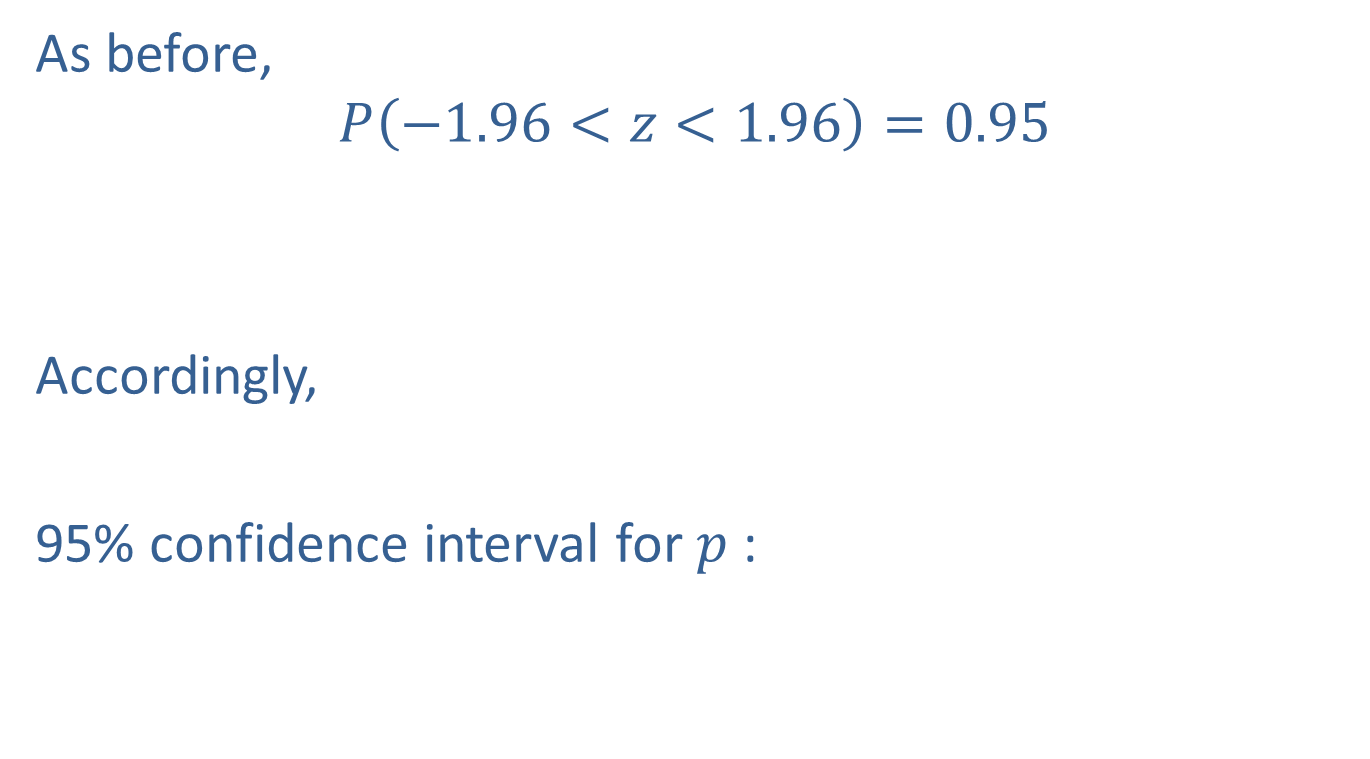 As before,
𝑃(−1.96 < 𝑧 < 1.96) = 0.95
Accordingly,
95% confidence interval for 𝑝 :